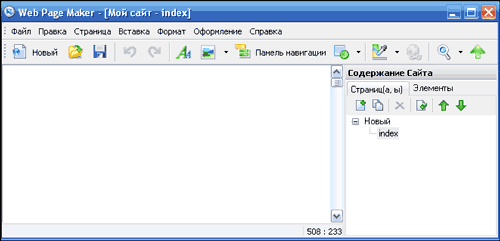 Web Page Maker - [Мой сайт - index]
Файл Правка Страница Вставка Формат Оформление Справка
Новый Панель навигации
Содержание Сайта
Страниц(а, ы) Элементы
Новый
index
508 : 233